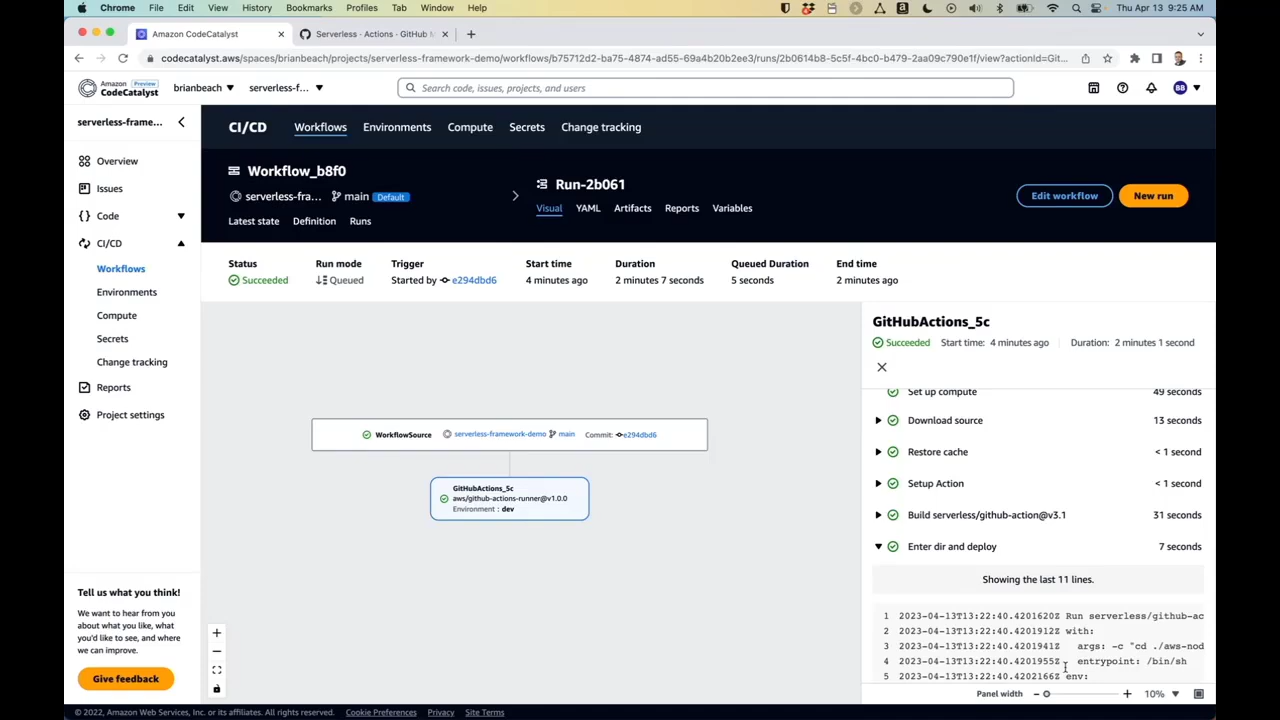 Chrome File Edit View History Bookmarks Profiles Tab Window Help Thu Apr 13 9:25 AM
Amazon CodeCatalyst Serverless · Actions · GitHub M
codecatalyst.aws/spaces/brianbeach/projects/serverless-framework-demo/workflows/b75712d2-ba75-4874-ad55-69a4b20b2ee3/runs/2b0614b8-5c5f-4bc0-b479-2aa09c790e1f/view?actionId=Git...
Amazon Preview
CodeCatalyst
brianbeach serverless-f... Search code, issues, projects, and users BB
serverless-frame...
CI/CD Workflows Environments Compute Secrets Change tracking
Overview
Issues
Code
CI/CD
Workflows
Environments
Compute
Secrets
Change tracking
Reports
Project settings
Workflow_b8f0
serverless-fra... main Default
Latest state Definition Runs
Run-2b061
Visual YAML Artifacts Reports Variables
Edit workflow New run
Status Run mode Trigger Start time Duration Queued Duration End time
Succeeded Queued Started by e294dbd6 4 minutes ago 2 minutes 7 seconds 5 seconds 2 minutes ago
WorkflowSource serverless-framework-demo main Commit: e294dbd6
GitHubActions_5c
aws/github-actions-runner@v1.0.0
Environment : dev
GitHubActions_5c
Succeeded Start time: 4 minutes ago Duration: 2 minutes 1 second
Set up compute 49 seconds
Download source 13 seconds
Restore cache < 1 second
Setup Action < 1 second
Build serverless/github-action@v3.1 31 seconds
Enter dir and deploy 7 seconds
Showing the last 11 lines.
1 2023-04-13T13:22:40.4201620Z Run serverless/github-ac
2 2023-04-13T13:22:40.4201912Z with:
3 2023-04-13T13:22:40.4201941Z args: -c "cd ./aws-nod
4 2023-04-13T13:22:40.4201955Z entrypoint: /bin/sh
5 2023-04-13T13:22:40.4202166Z env:
Panel width 10%
Tell us what you think!
We want to hear from you
about what you like, what
you'd like to see, and where
we can improve.
Give feedback
© 2022, Amazon Web Services, Inc. or its affiliates. All rights reserved. Cookie Preferences Privacy Site Terms